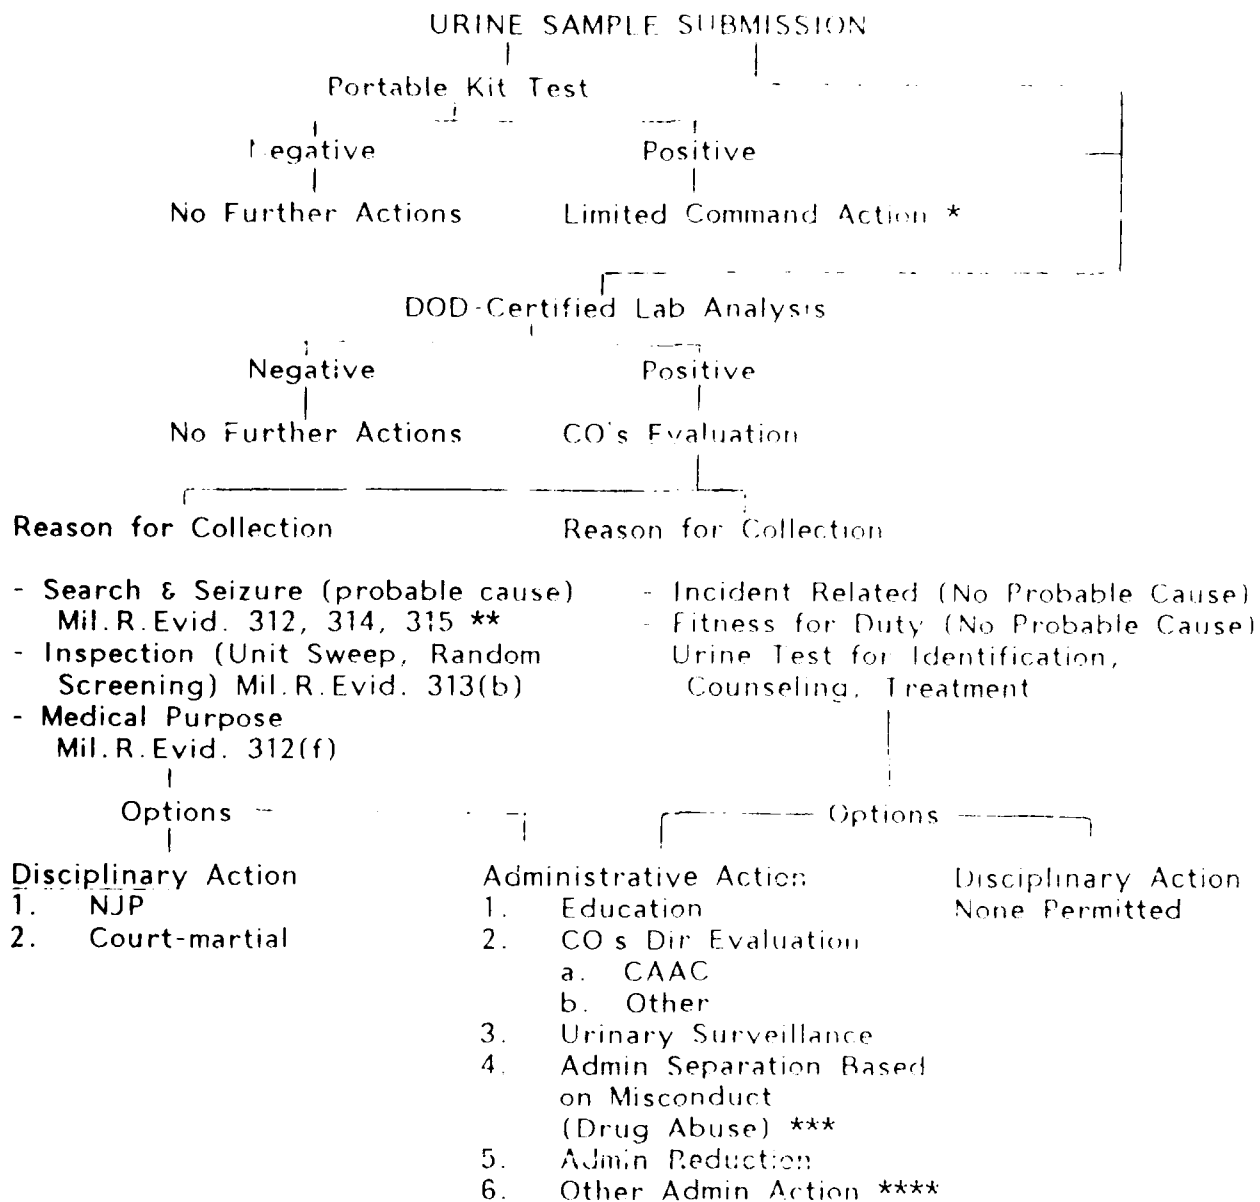 URINE SAMPLE SUBMISSION
Portable Kit Test
Negative Positive
No Further Actions Limited Command Action *
DOD-Certified Lab Analysis
Negative Positive
No Further Actions CO's Evaluation
Reason for Collection Reason for Collection
- Search & Seizure (probable cause)
Mil.R.Evid. 312, 314, 315 **
- Inspection (Unit Sweep, Random
Screening) Mil.R.Evid. 313(b)
- Medical Purpose
Mil.R.Evid. 312(f)
- Incident Related (No Probable Cause)
- Fitness for Duty (No Probable Cause)
Urine Test for Identification,
Counseling, Treatment
Options Options
Disciplinary Action
1. NJP
2. Court-martial
Administrative Action
1. Education
2. CO's Dir Evaluation
a. CAAC
b. Other
3. Urinary Surveillance
4. Admin Separation Based
on Misconduct
(Drug Abuse) ***
5. Admin Reduction
6. Other Admin Action ****
Disciplinary Action
None Permitted